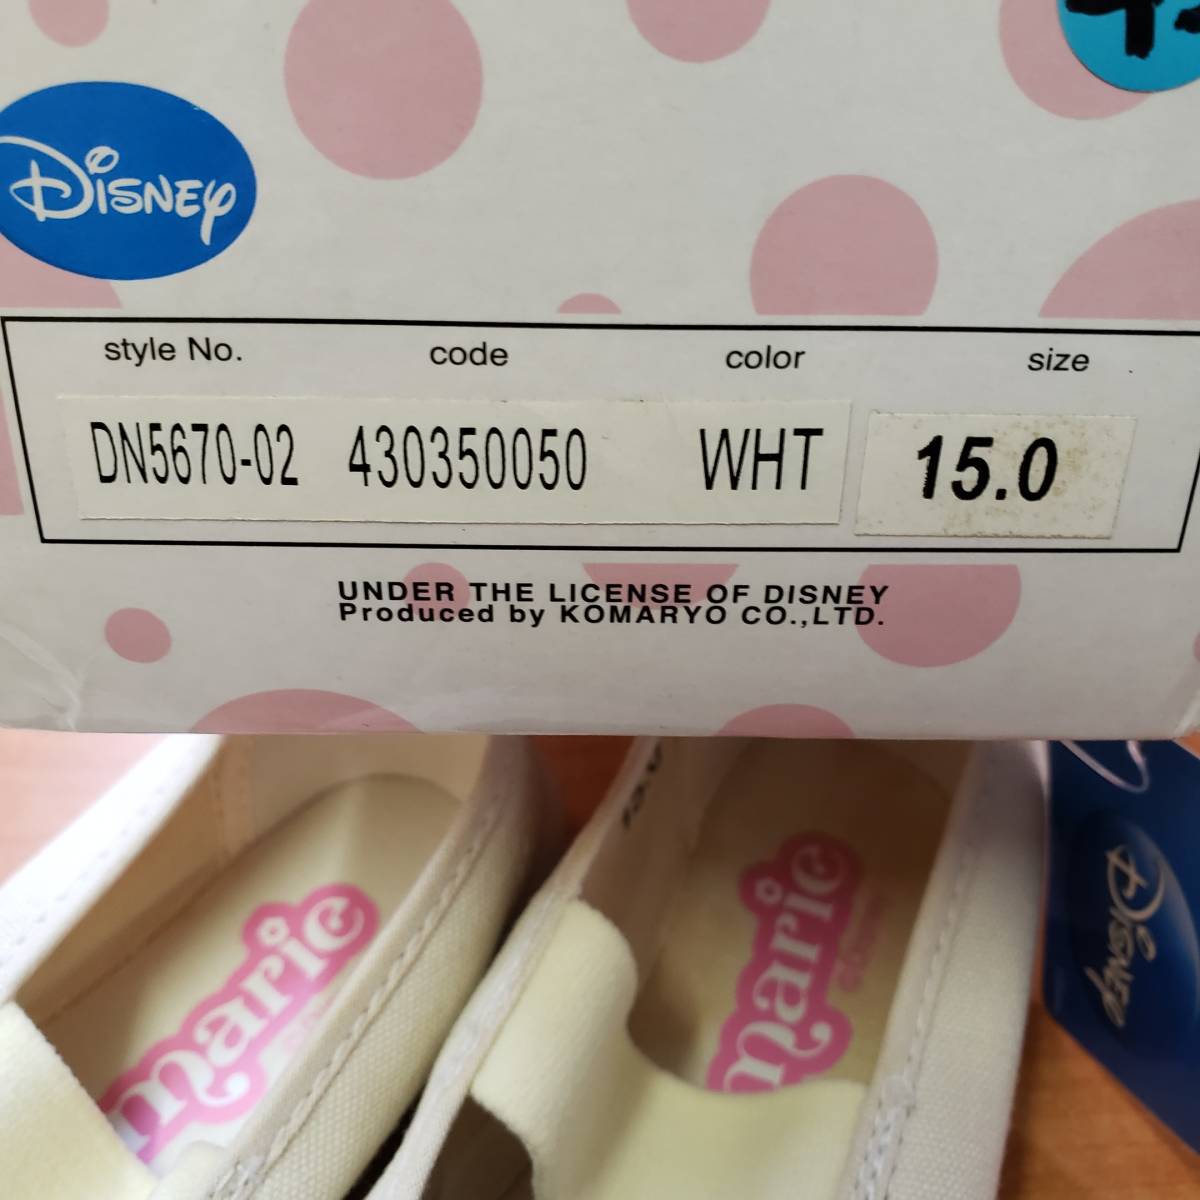 Disney
style No. code color size
DN5670-02 430350050 WHT 15.0
UNDER THE LICENSE OF DISNEY
Produced by KOMARYO CO.,LTD.
marie
marie
©Disney
Disney